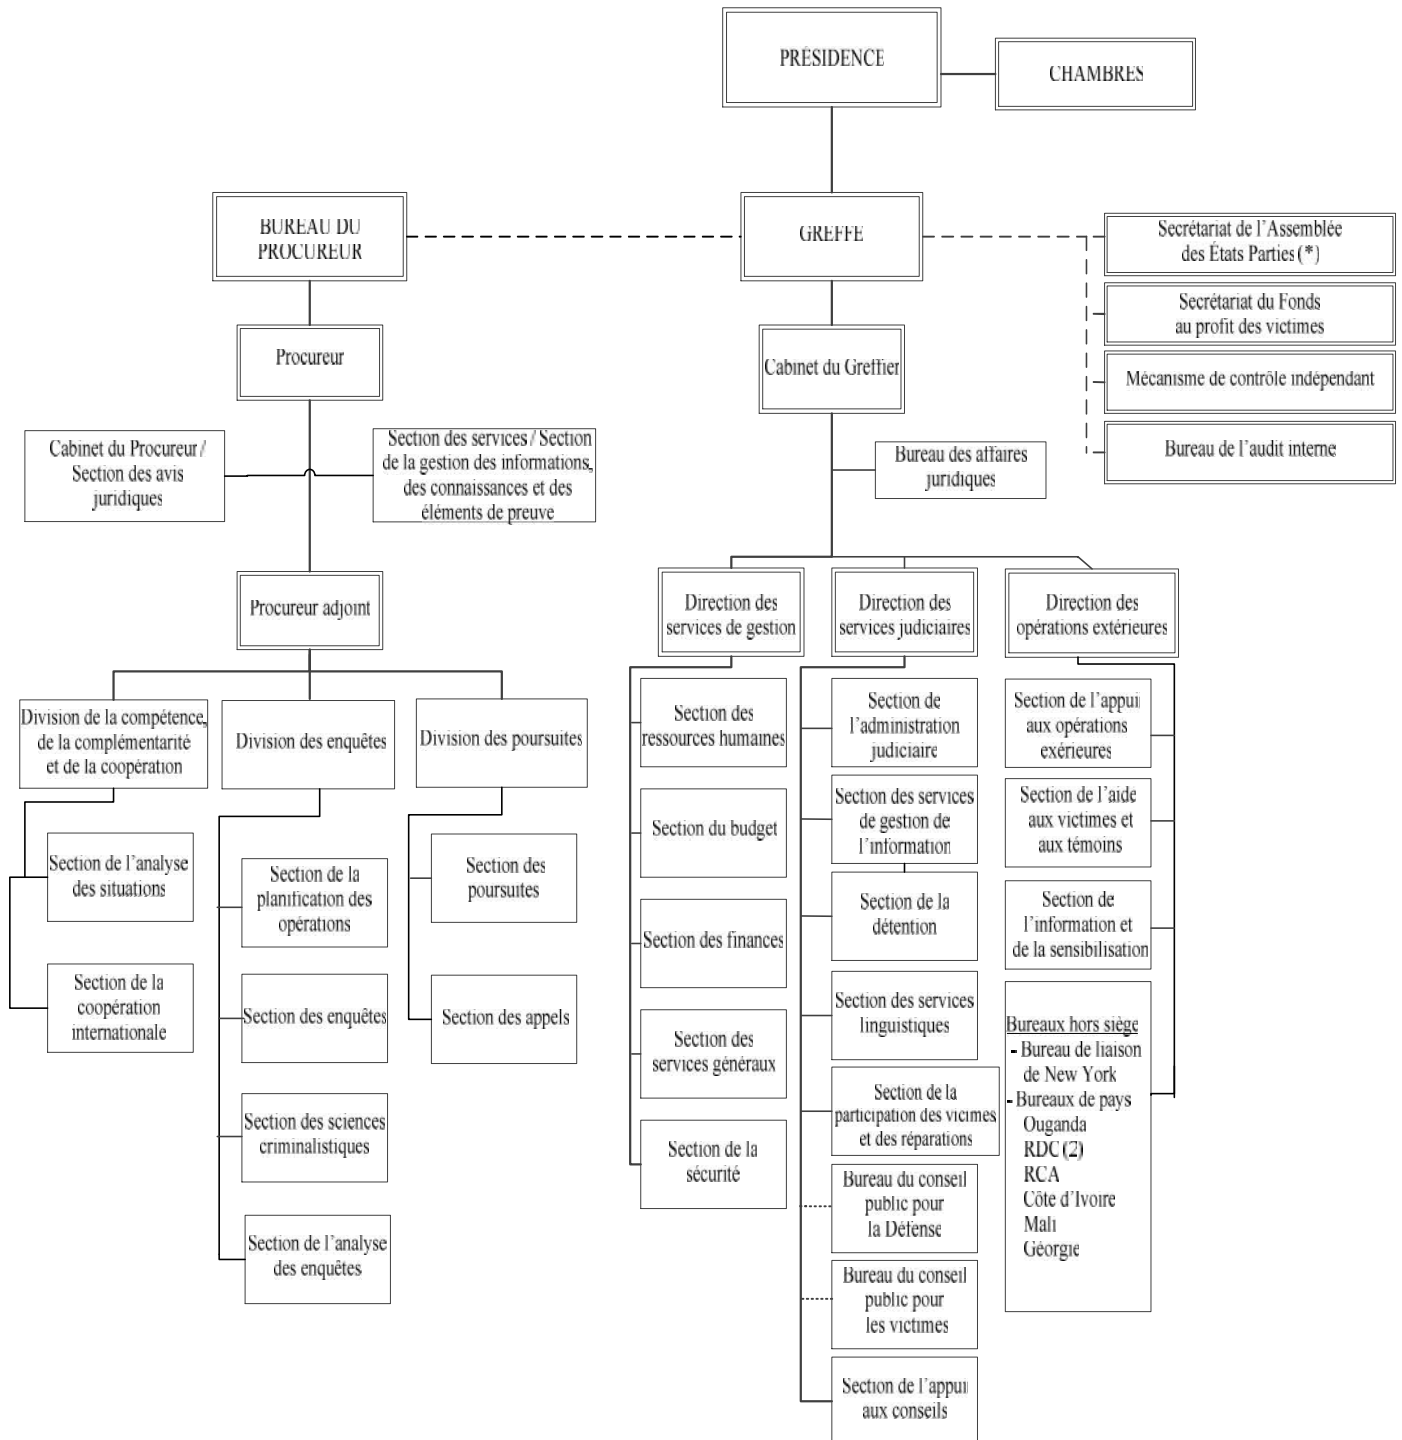 PRÉSIDENCE
CHAMBRES
BUREAU DU
PROCUREUR
GREFFE
Secrétariat de l'Assemblée
des États Parties (*)
Secrétariat du Fonds
au profit des victimes
Mécanisme de contrôle indépendant
Bureau de l'audit interne
Procureur
Cabinet du Greffier
Cabinet du Procureur /
Section des avis
juridiques
Section des services / Section
de la gestion des informations,
des connaissances et des
éléments de preuve
Bureau des affaires
juridiques
Procureur adjoint
Direction des
services de gestion
Direction des
services judiciaires
Direction des
opérations extérieures
Division de la compétence,
de la complémentarité
et de la coopération
Division des enquêtes
Division des poursuites
Section de l'analyse
des situations
Section de la
coopération
internationale
Section de la
planification des
opérations
Section des enquêtes
Section des sciences
criminalistiques
Section de l'analyse
des enquêtes
Section des
poursuites
Section des appels
Section des
ressources humaines
Section du budget
Section des finances
Section des
services généraux
Section de la
sécurité
Section de
l'administration
judiciaire
Section des services
de gestion de
l'information
Section de la
détention
Section des services
linguistiques
Section de la
participation des vicimes
et des réparations
Bureau du conseil
public pour
la Défense
Bureau du conseil
public pour
les victimes
Section de l'appui
aux conseils
Section de l'appui
aux opérations
exérieures
Section de l'aide
aux victimes et
aux témoins
Section de
l'information et
de la sensibilisation
Bureaux hors siège
- Bureau de liaison
de New York
- Bureaux de pays
Ouganda
RDC (2)
RCA
Côte d'Ivoire
Mali
Géorgie